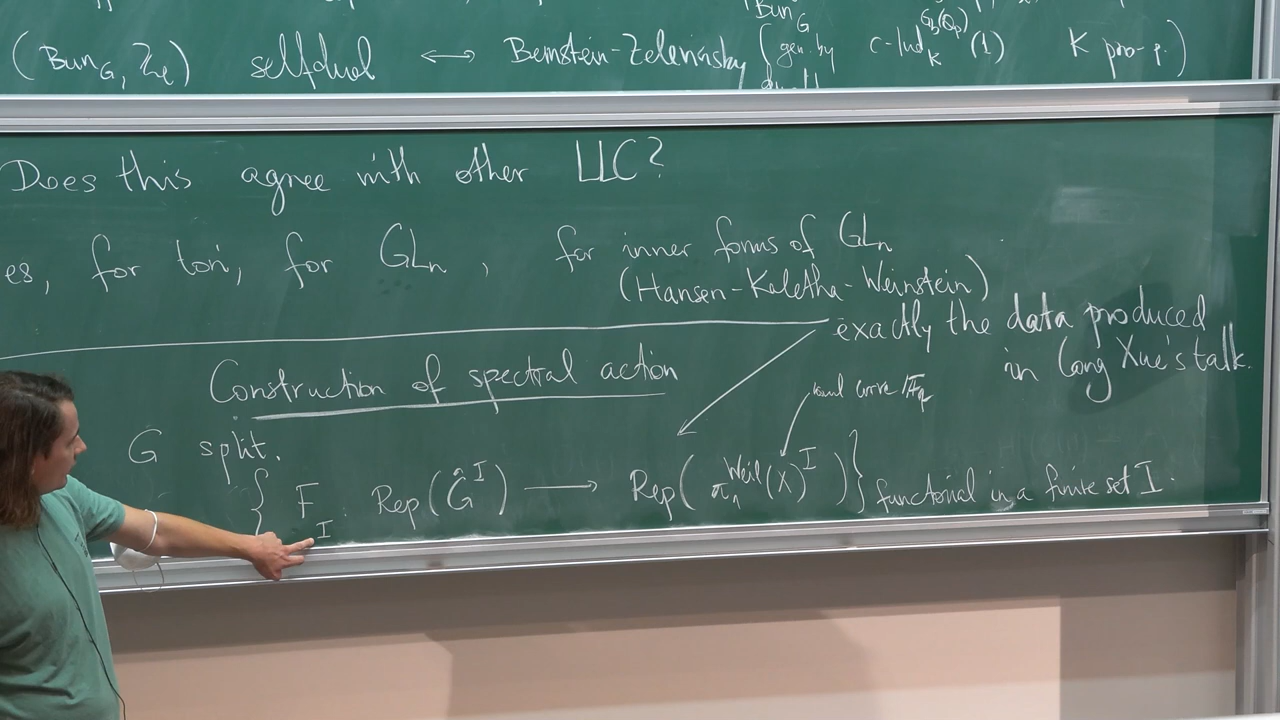 Bun_G
(Bun_G, Z_ℓ) selfdual ⟷ Bernstein-Zelevinsky (gen. by c-Ind_K^{G_b(Q_p)} (1) K pro-p.)
Does this agree with other LLC?
es, for tori, for GL_n, for inner forms of GL_n
(Hansen-Kaletha-Weinstein)
exactly the data produced
in Cong Xue's talk.
Construction of spectral action
curve /F_q
G split.
{ F_I : Rep(Ĝ^I) ⟶ Rep(π_1^{Weil}(X)^I) } functorial in a finite set I.